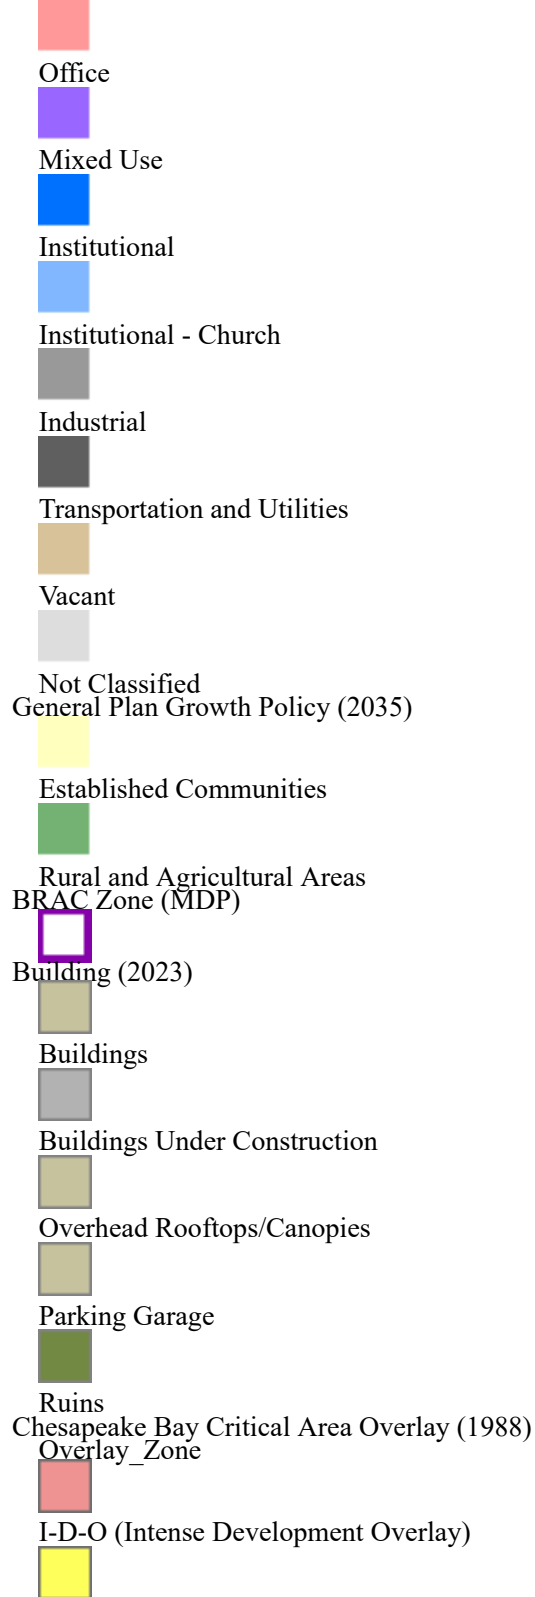 Office
Mixed Use
Institutional
Institutional - Church
Industrial
Transportation and Utilities
Vacant
Not Classified
General Plan Growth Policy (2035)
Established Communities
Rural and Agricultural Areas
BRAC Zone (MDP)
Building (2023)
Buildings
Buildings Under Construction
Overhead Rooftops/Canopies
Parking Garage
Ruins
Chesapeake Bay Critical Area Overlay (1988)
Overlay_Zone
I-D-O (Intense Development Overlay)